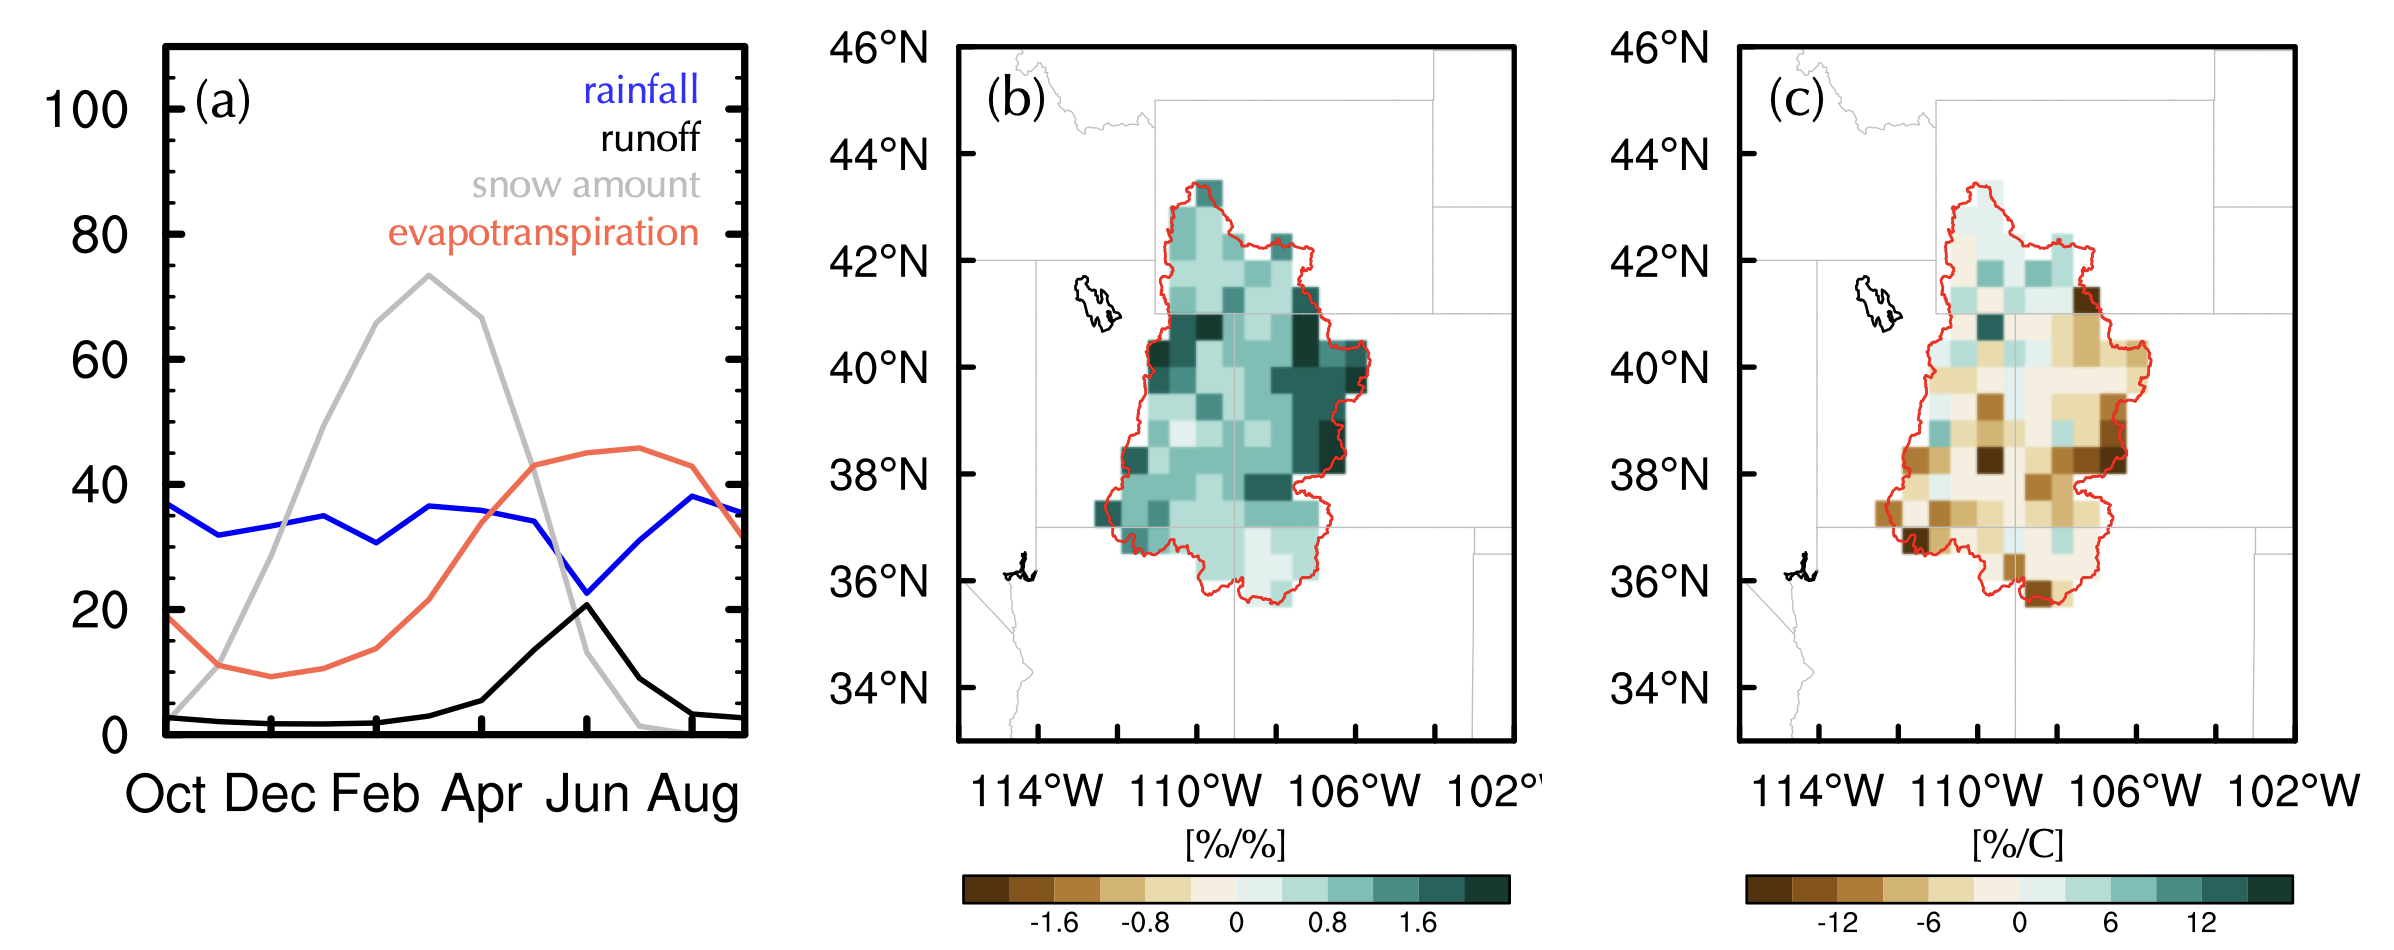 (a)
rainfall
runoff
snow amount
evapotranspiration
100
80
60
40
20
0
Oct Dec Feb Apr Jun Aug
(b)
46°N
44°N
42°N
40°N
38°N
36°N
34°N
114°W 110°W 106°W 102°
[%/%]
-1.6 -0.8 0 0.8 1.6
(c)
46°N
44°N
42°N
40°N
38°N
36°N
34°N
114°W 110°W 106°W 102°W
[%/C]
-12 -6 0 6 12